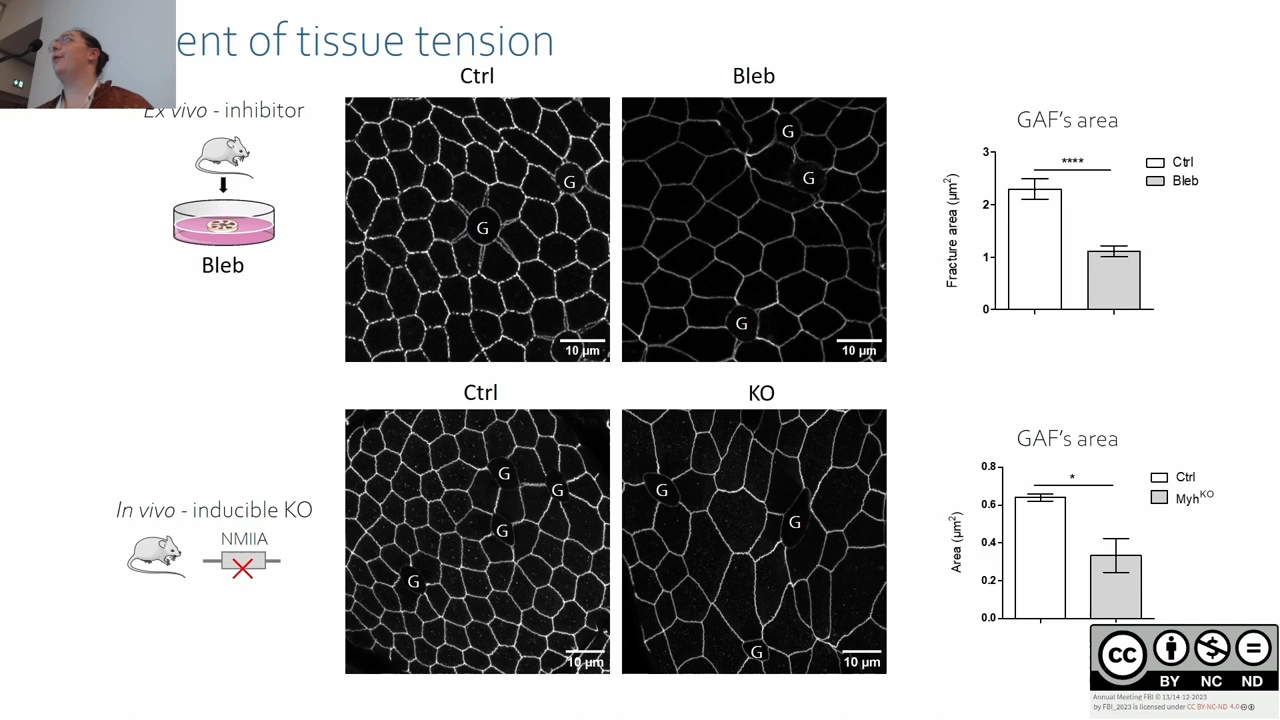 ent of tissue tension
Ex vivo - inhibitor
Bleb
Ctrl
Bleb
G
G
10 µm
G
G
G
10 µm
GAF's area
Fracture area (µm²)
3
2
1
0
****
Ctrl
Bleb
In vivo - inducible KO
NMIIA
Ctrl
KO
G
G
G
G
10 µm
G
G
G
10 µm
GAF's area
Area (µm²)
0.8
0.6
0.4
0.2
0.0
*
Ctrl
Myh^KO
CC
BY NC ND
Annual Meeting FBI © 13/14-12-2023
by FBI_2023 is licensed under CC BY-NC-ND 4.0